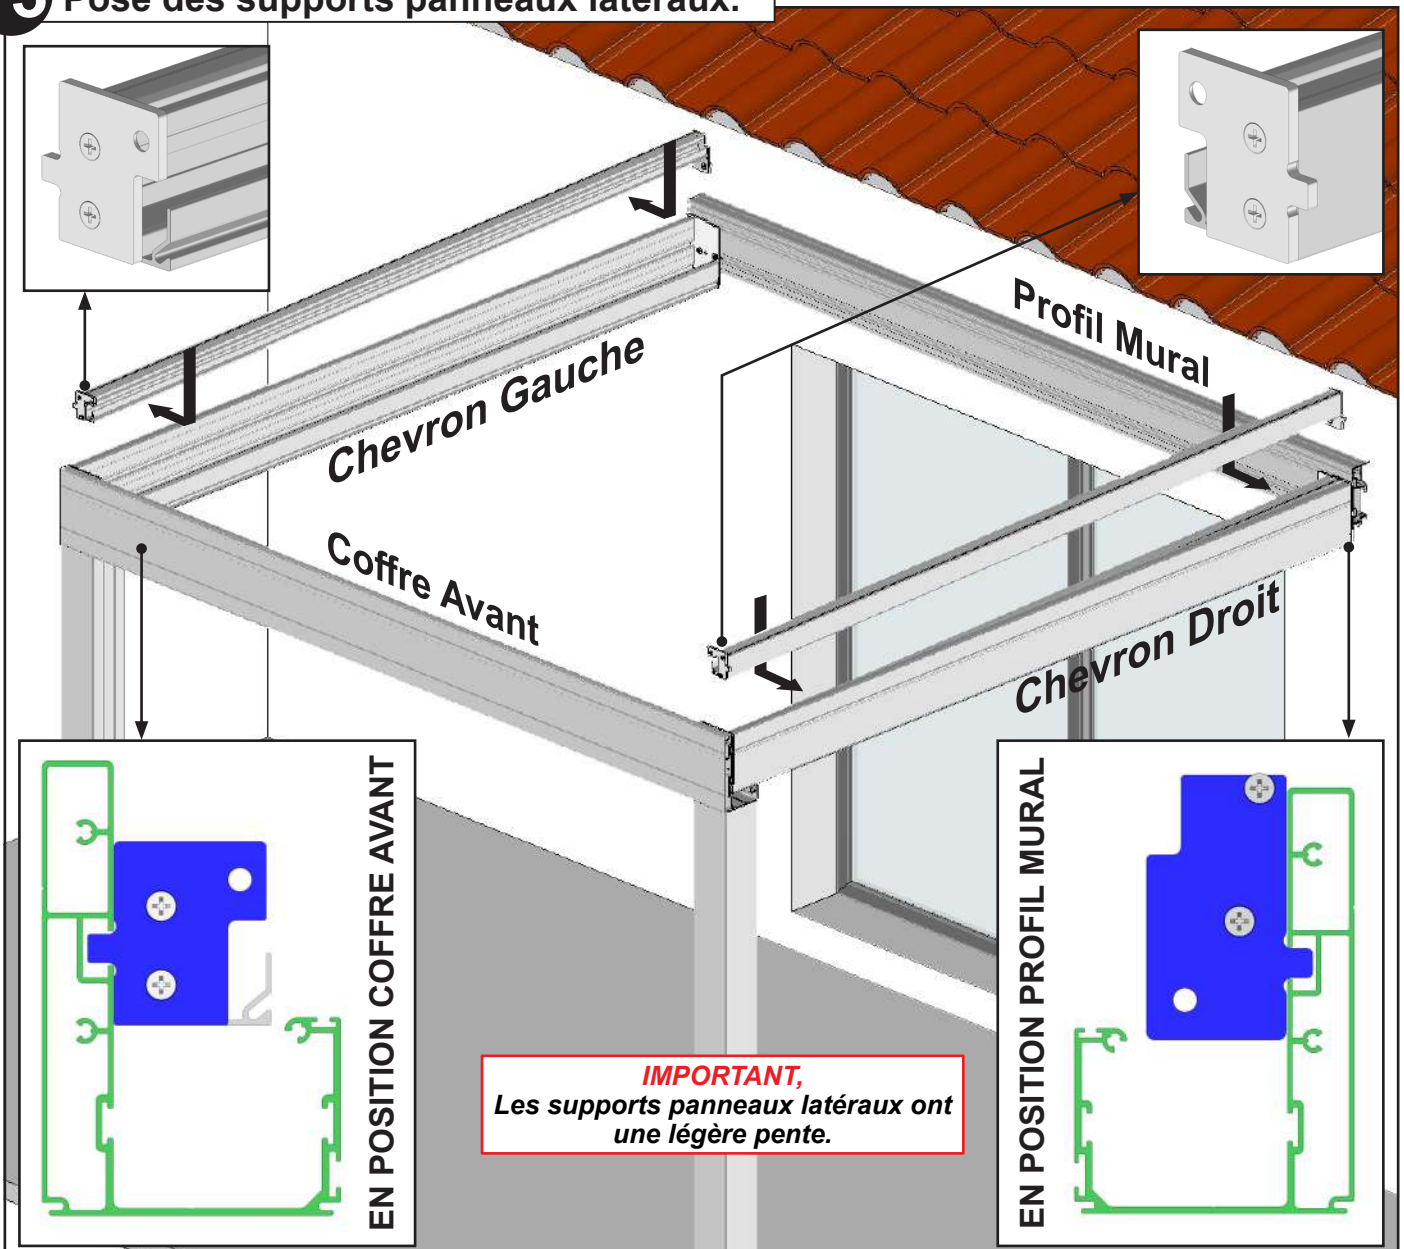 Pose des supports panneaux latéraux.
Profil Mural
Chevron Gauche
Coffre Avant
Chevron Droit
EN POSITION COFFRE AVANT
EN POSITION PROFIL MURAL
IMPORTANT,
Les supports panneaux latéraux ont
une légère pente.